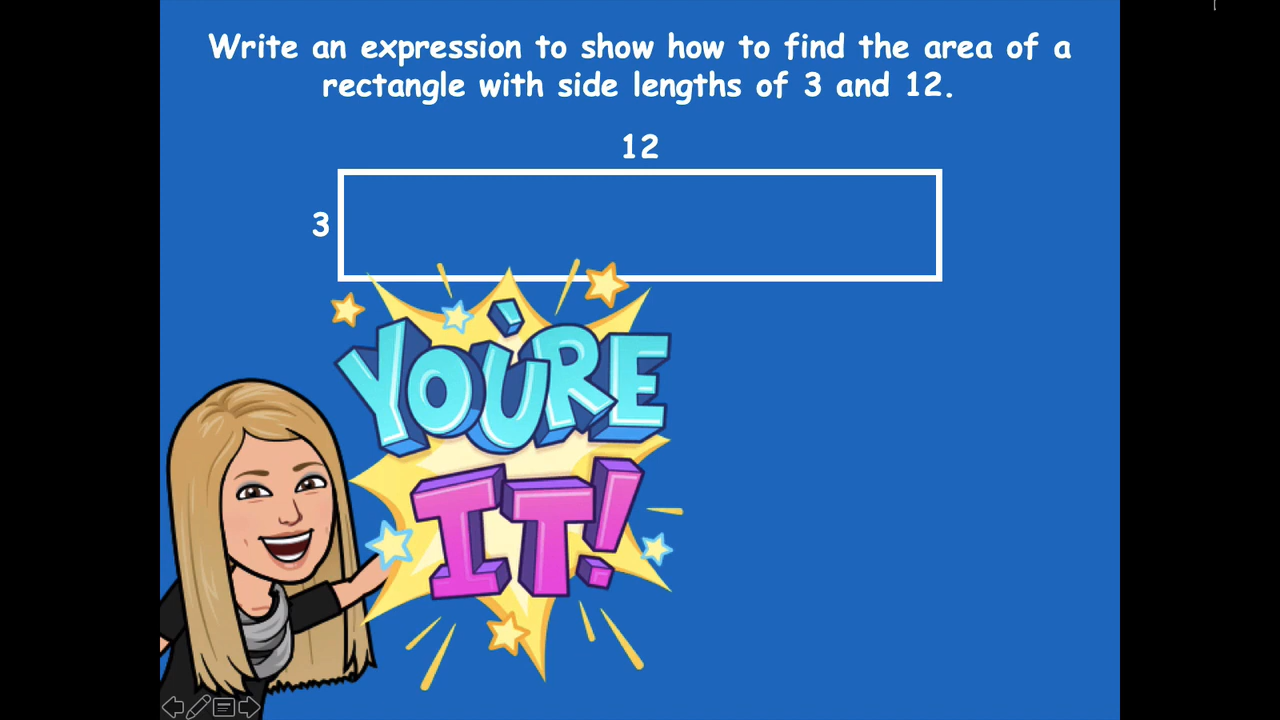 Write an expression to show how to find the area of a
rectangle with side lengths of 3 and 12.
12
3
YOU'RE
IT!